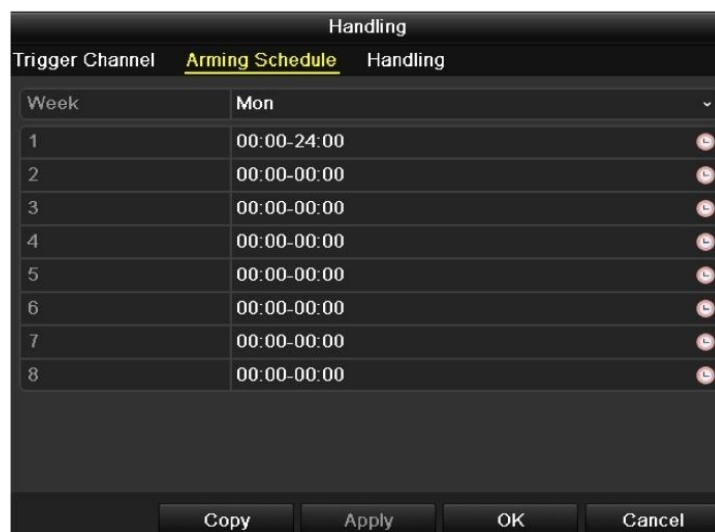 Handling
Trigger Channel Arming Schedule Handling
Week Mon
1 00:00-24:00
2 00:00-00:00
3 00:00-00:00
4 00:00-00:00
5 00:00-00:00
6 00:00-00:00
7 00:00-00:00
8 00:00-00:00
Copy Apply OK Cancel